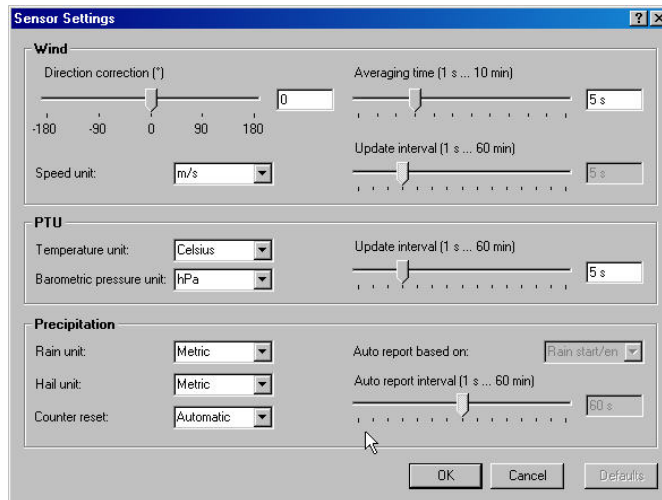 Sensor Settings
Wind
Direction correction (°)
0
-180 -90 0 90 180
Speed unit: m/s
Averaging time (1 s ... 10 min)
5 s
Update interval (1 s ... 60 min)
5 s
PTU
Temperature unit: Celsius
Barometric pressure unit: hPa
Update interval (1 s ... 60 min)
5 s
Precipitation
Rain unit: Metric
Hail unit: Metric
Counter reset: Automatic
Auto report based on: Rain start/en
Auto report interval (1 s ... 60 min)
60 s
OK Cancel Defaults